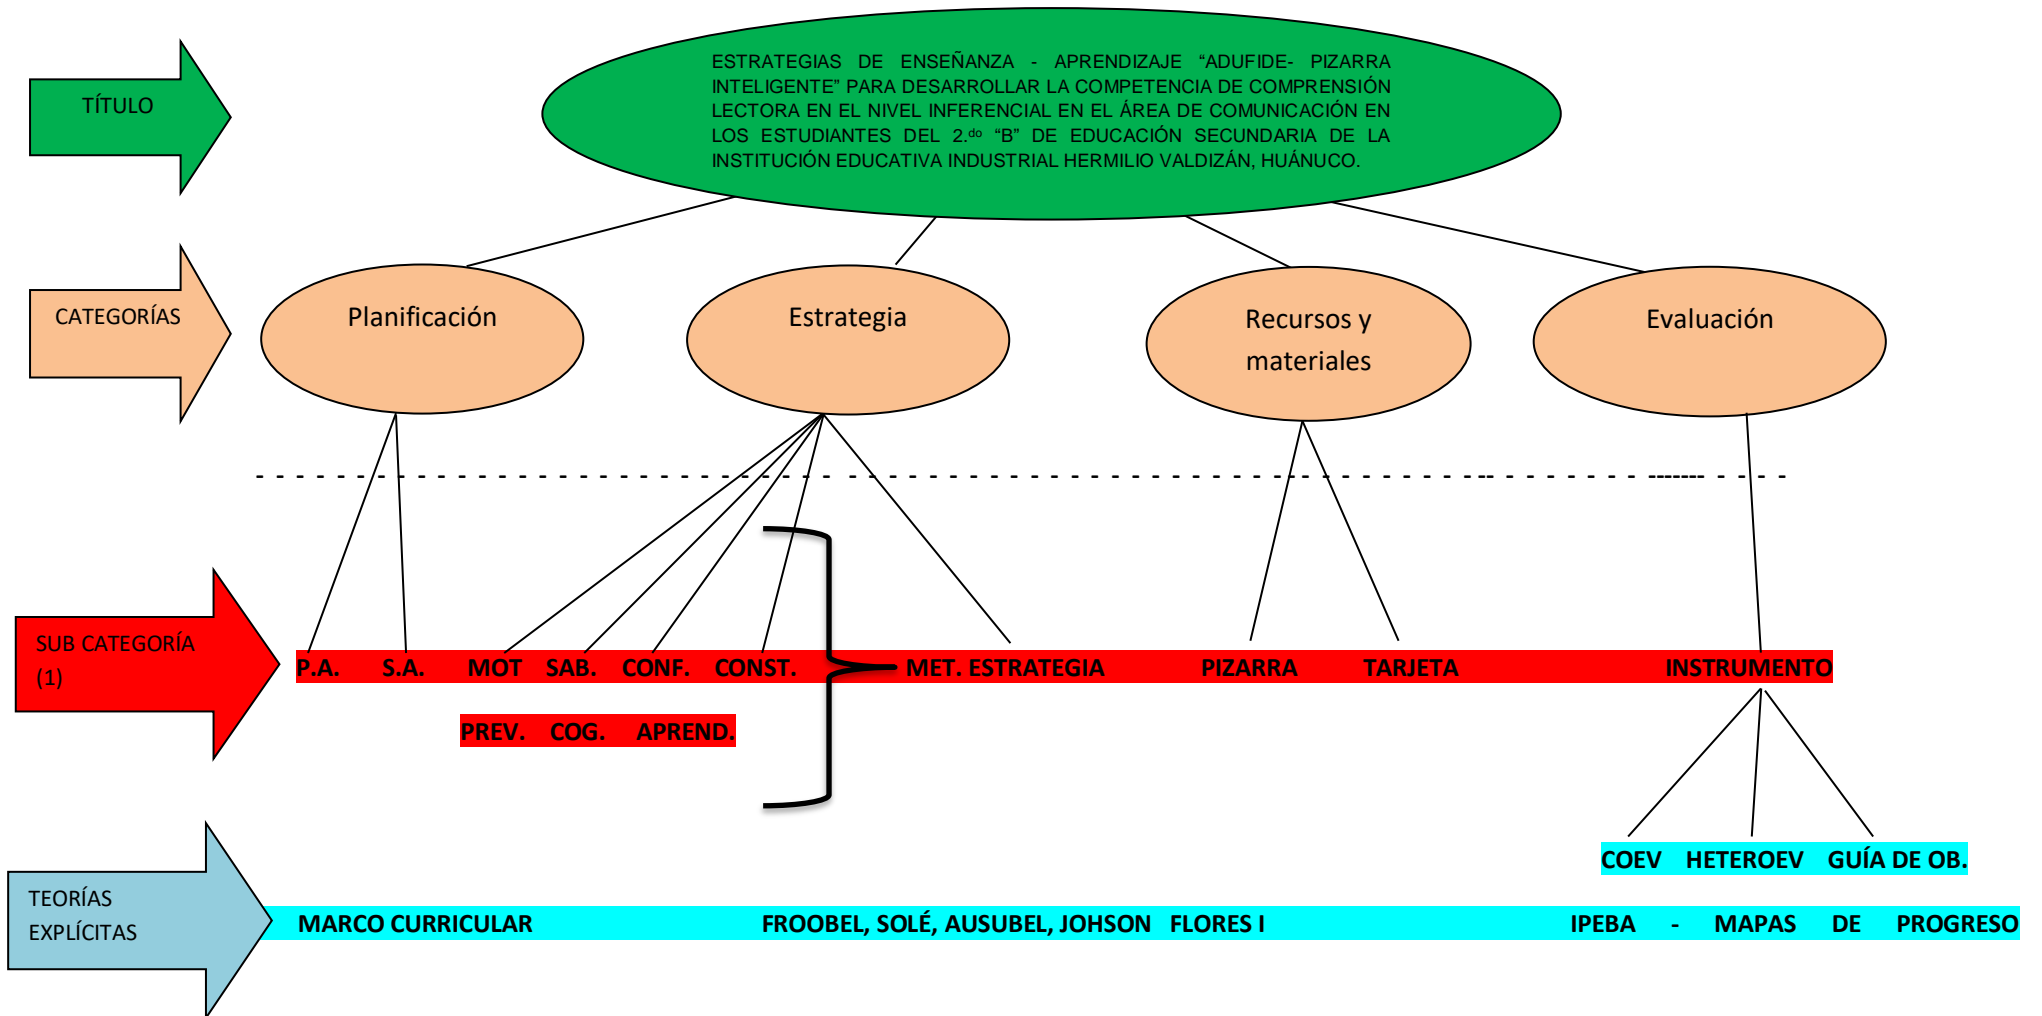 TÍTULO
ESTRATEGIAS DE ENSEÑANZA - APRENDIZAJE “ADUFIDE- PIZARRA
INTELIGENTE” PARA DESARROLLAR LA COMPETENCIA DE COMPRENSIÓN
LECTORA EN EL NIVEL INFERRENCIAL EN EL ÁREA DE COMUNICACIÓN EN
LOS ESTUDIANTES DEL 2.do “B” DE EDUCACIÓN SECUNDARIA DE LA
INSTITUCIÓN EDUCATIVA INDUSTRIAL HERMILIO VALDIZÁN, HUÁNUCO.
CATEGORÍAS
Planificación
Estrategia
Recursos y
materiales
Evaluación
SUB CATEGORÍA
(1)
P.A. S.A. MOT SAB. CONF. CONST. MET. ESTRATEGIA PIZARRA TARJETA INSTRUMENTO
PREV. COG. APREND.
COEV HETEROEV GUÍA DE OB.
TEORÍAS
EXPLÍCITAS
MARCO CURRICULAR FROOBEL, SOLÉ, AUSUBEL, JOHSON FLORES I IPEBA - MAPAS DE PROGRESO